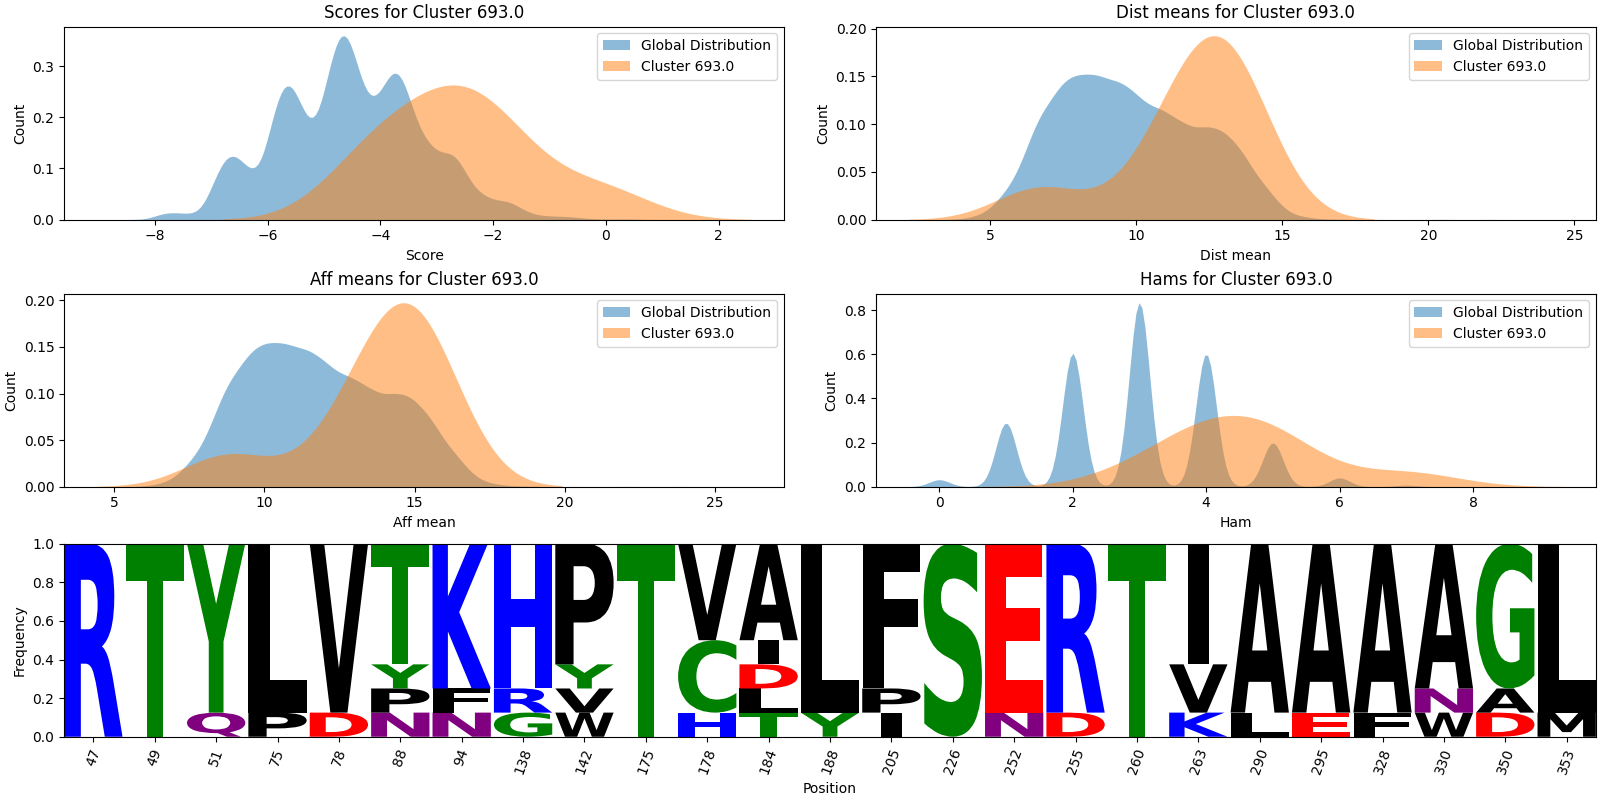 Scores for Cluster 693.0
Count
0.3
0.2
0.1
0.0
Global Distribution
Cluster 693.0
−8 −6 −4 −2 0 2
Score
Dist means for Cluster 693.0
Count
0.20
0.15
0.10
0.05
0.00
Global Distribution
Cluster 693.0
5 10 15 20 25
Dist mean
Aff means for Cluster 693.0
Count
0.20
0.15
0.10
0.05
0.00
Global Distribution
Cluster 693.0
5 10 15 20 25
Aff mean
Hams for Cluster 693.0
Count
0.8
0.6
0.4
0.2
0.0
Global Distribution
Cluster 693.0
0 2 4 6 8
Ham
Frequency
1.0
0.8
0.6
0.4
0.2
0.0
R T Y L V T K H P T V A L F S E R T I A A A A G L
Y Y C I V N A
P F R V D P W D
N N G W H L K L E F M
Q P D T Y I N D
47 49 51 75 78 88 94 138 142 175 178 184 188 205 226 252 255 260 263 290 295 328 330 350 353
Position